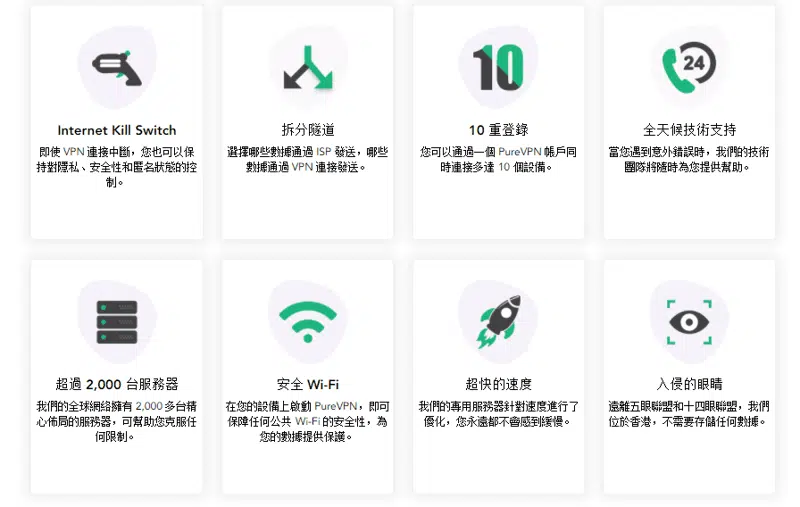 10
24
Internet Kill Switch
即使 VPN 連接中斷，您也可以保
持對隱私、安全性和匿名狀態的控
制。
拆分隧道
選擇哪些數據通過 ISP 發送，哪些
數據通過 VPN 連接發送。
10 重登錄
您可以通過一個 PureVPN 帳戶同
時連接多達 10 個設備。
全天候技術支持
當您遇到意外錯誤時，我們的技術
團隊將隨時為您提供幫助。
超過 2,000 台服務器
我們的全球網絡擁有 2,000 多台精
心佈局的服務器，可幫助您克服任
何限制。
安全 Wi-Fi
在您的設備上啟動 PureVPN，即可
保障任何公共 Wi-Fi 的安全性，為
您的數據提供保護。
超快的速度
我們的專用服務器針對速度進行了
優化，您永遠都不會感到緩慢。
入侵的眼睛
遠離五眼聯盟和十四眼聯盟，我們
位於香港，不需要存儲任何數據。